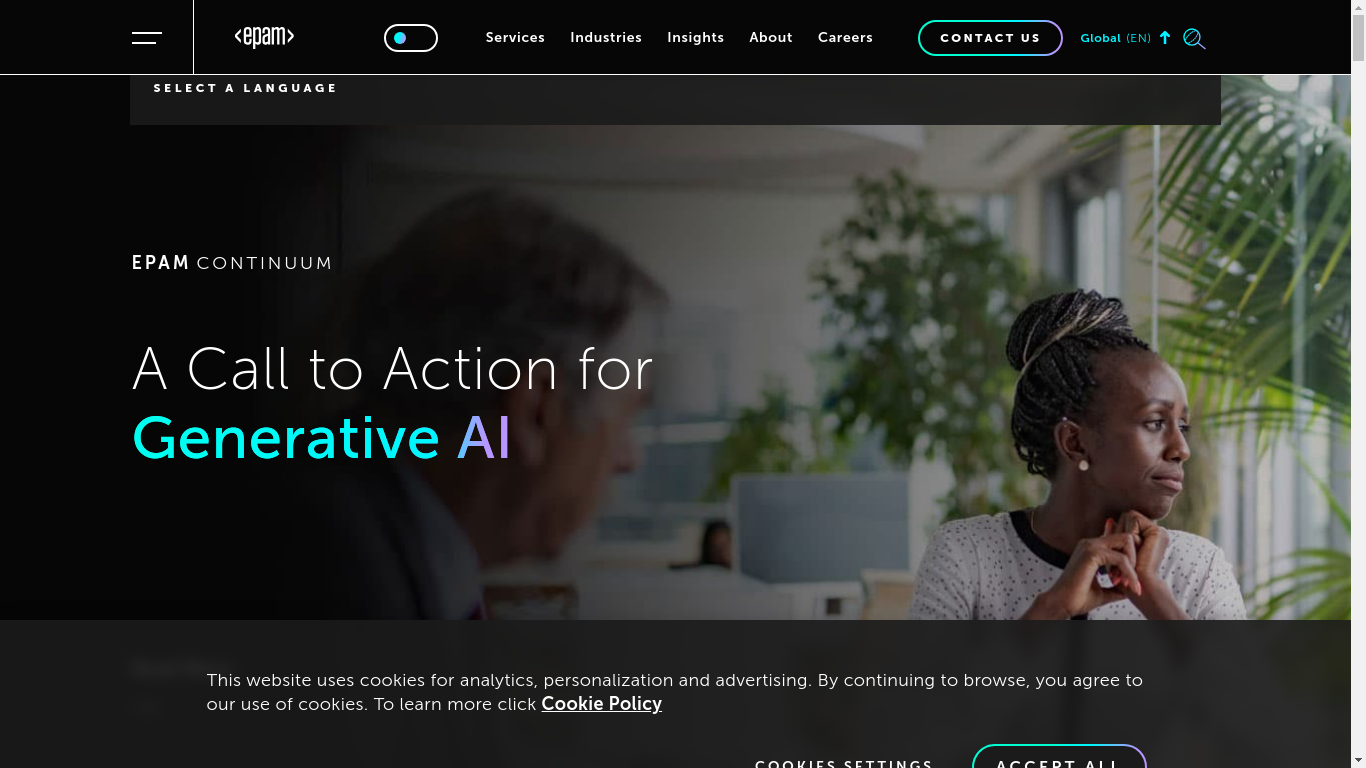 <epam>
Services
Industries
Insights
About
Careers
CONTACT US
Global (EN)
SELECT A LANGUAGE
EPAM CONTINUUM
A Call to Action for
Generative AI
This website uses cookies for analytics, personalization and advertising. By continuing to browse, you agree to
our use of cookies. To learn more click Cookie Policy
COOKIES SETTINGS
ACCEPT ALL